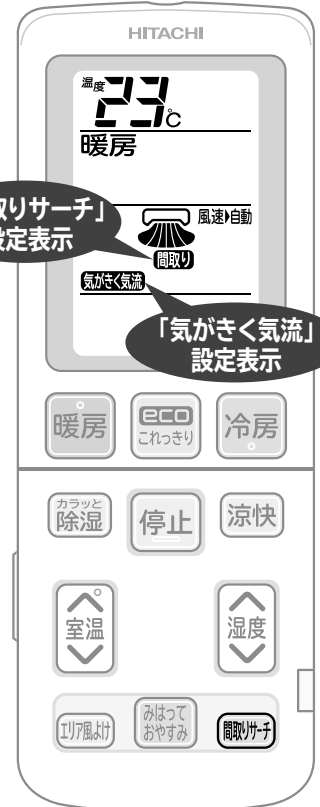 HITACHI
温度23℃
暖房
取りサーチ」
設定表示
風速▶自動
間取り
気がきく気流
「気がきく気流」
設定表示
暖房
eco
これっきり
冷房
カラッと
除湿
停止
涼快
室温
湿度
エリア風よけ
みはって
おやすみ
間取りサーチ